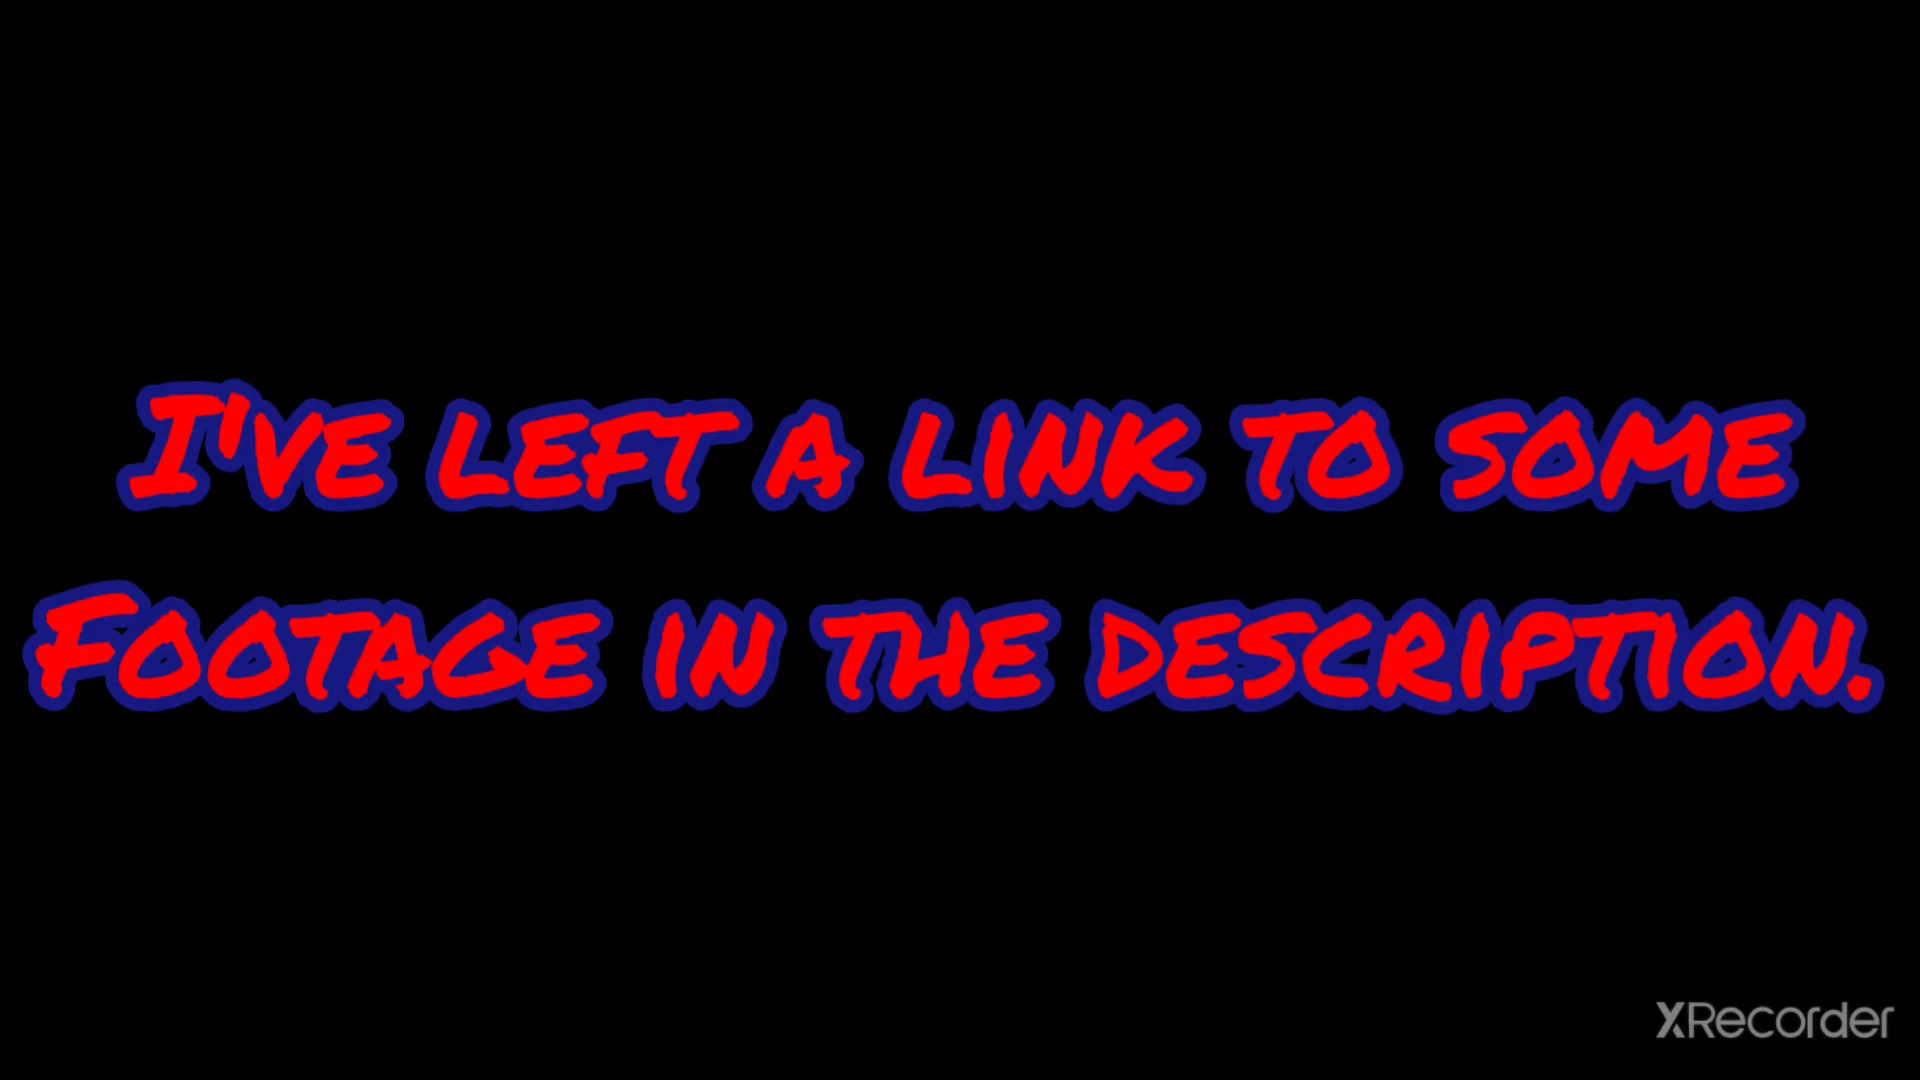 I've left a link to some
Footage in the description.
XRecorder